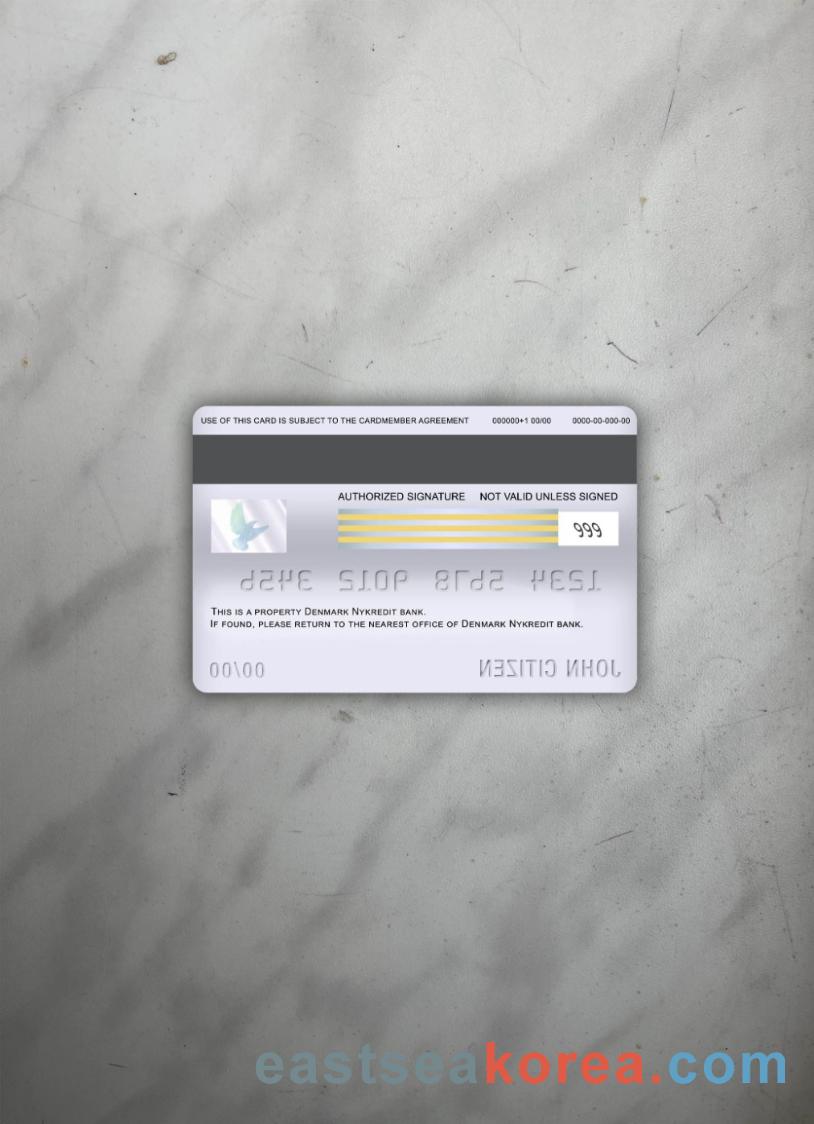 USE OF THIS CARD IS SUBJECT TO THE CARDMEMBER AGREEMENT 000000+1 00/00 0000-00-000-00
AUTHORIZED SIGNATURE NOT VALID UNLESS SIGNED
999
1234 5678 9012 3456
THIS IS A PROPERTY DENMARK NYKREDIT BANK.
IF FOUND, PLEASE RETURN TO THE NEAREST OFFICE OF DENMARK NYKREDIT BANK.
00/00 JOHN CITIZEN
eastseakorea.com